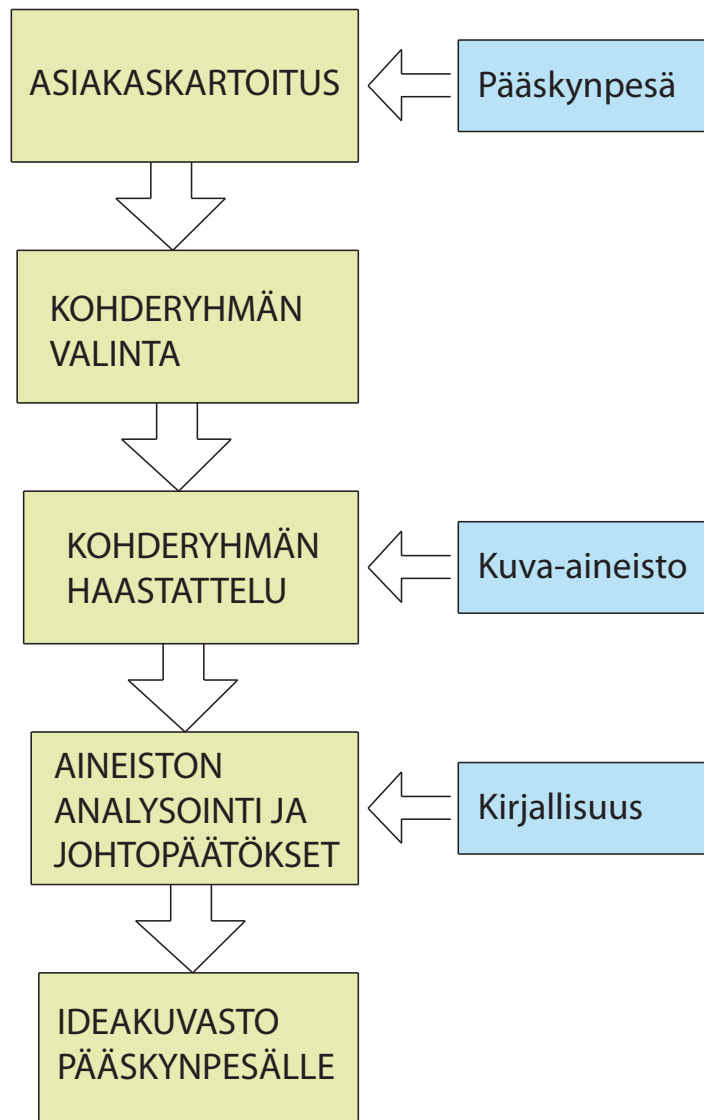 ASIAKASKARTOITUS
Pääskynpesä
KOHDERYHMÄN
VALINTA
KOHDERYHMÄN
HAASTATTELU
Kuva-aineisto
AINEISTON
ANALYSOINTI JA
JOHTOPÄÄTÖKSET
Kirjallisuus
IDEAKUVASTO
PÄÄSKYNPESÄLLE